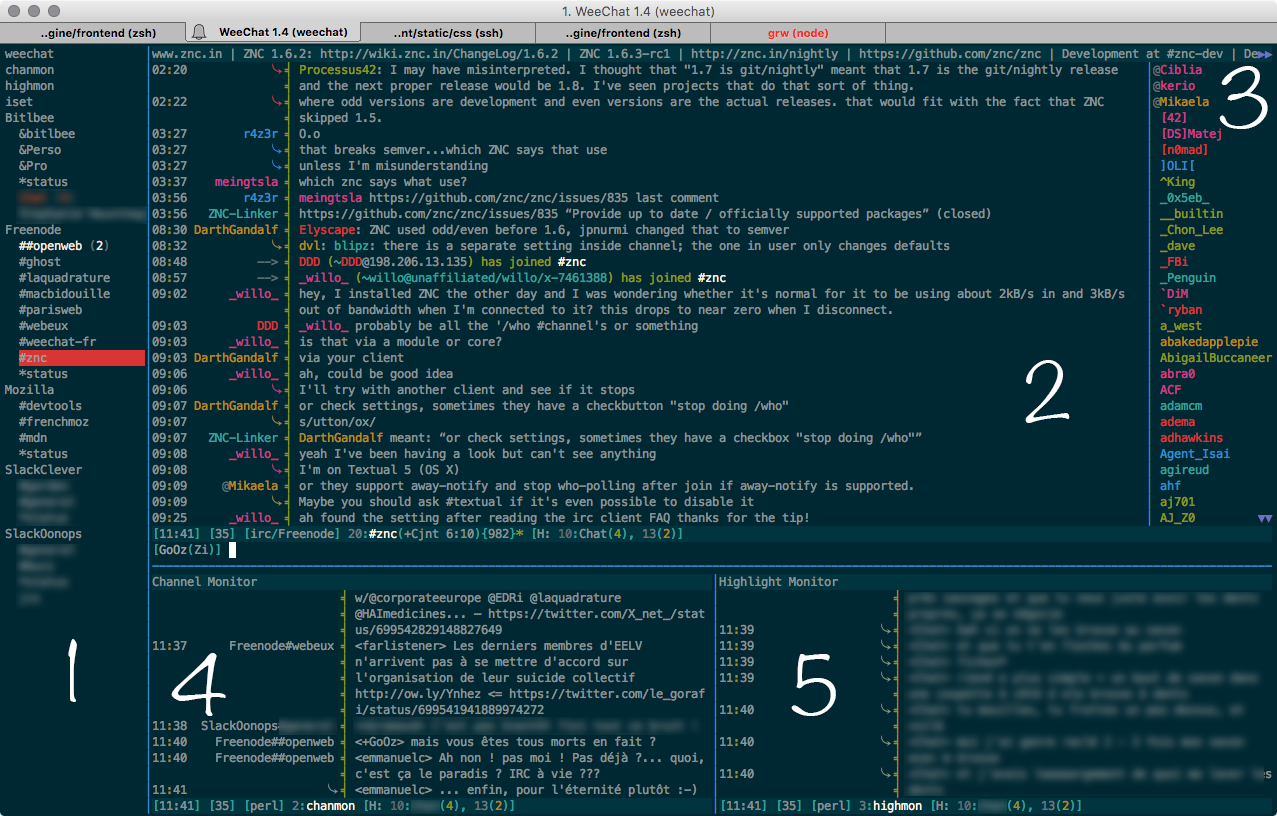 1. WeeChat 1.4 (weechat)
..gine/frontend (zsh)
WeeChat 1.4 (weechat)
..nt/static/css (ssh)
..gine/frontend (zsh)
grw (node)
weechat
chanmon
highmon
iset
Bitlbee
&bitlbee
&Perso
&Pro
*status
Freenode
##openweb (2)
#ghost
#laquadrature
#macbidouille
#parisweb
#webeux
#weechat-fr
#znc
*status
Mozilla
#devtools
#frenchmoz
#mdn
*status
SlackClever
SlackOonops
1
www.znc.in | ZNC 1.6.2: http://wiki.znc.in/ChangeLog/1.6.2 | ZNC 1.6.3-rc1 | http://znc.in/nightly | https://github.com/znc/znc | Development at #znc-dev | De▶▶
02:20 Processus42: I may have misinterpreted. I thought that "1.7 is git/nightly" meant that 1.7 is the git/nightly release
and the next proper release would be 1.8. I've seen projects that do that sort of thing.
02:22 where odd versions are development and even versions are the actual releases. that would fit with the fact that ZNC
skipped 1.5.
03:27 r4z3r O.o
03:27 that breaks semver...which ZNC says that use
03:27 unless I'm misunderstanding
03:37 meingtsla which znc says what use?
03:56 r4z3r meingtsla https://github.com/znc/znc/issues/835 last comment
03:56 ZNC-Linker https://github.com/znc/znc/issues/835 “Provide up to date / officially supported packages” (closed)
08:30 DarthGandalf Elyscape: ZNC used odd/even before 1.6, jpnurmi changed that to semver
08:32 dvl: blipz: there is a separate setting inside channel; the one in user only changes defaults
08:48 --> DDD (~DDD@198.206.13.135) has joined #znc
08:57 --> _willo_ (~willo@unaffiliated/willo/x-7461388) has joined #znc
09:02 _willo_ hey, I installed ZNC the other day and I was wondering whether it's normal for it to be using about 2kB/s in and 3kB/s
out of bandwidth when I'm connected to it? this drops to near zero when I disconnect.
09:03 DDD _willo_ probably be all the '/who #channel's or something
09:03 _willo_ is that via a module or core?
09:03 DarthGandalf via your client
09:06 _willo_ ah, could be good idea
09:06 I'll try with another client and see if it stops
09:07 DarthGandalf or check settings, sometimes they have a checkbutton "stop doing /who"
09:07 s/utton/ox/
09:07 ZNC-Linker DarthGandalf meant: “or check settings, sometimes they have a checkbox "stop doing /who"”
09:08 _willo_ yeah I've been having a look but can't see anything
09:08 I'm on Textual 5 (OS X)
09:09 @Mikaela or they support away-notify and stop who-polling after join if away-notify is supported.
09:09 Maybe you should ask #textual if it's even possible to disable it
09:25 _willo_ ah found the setting after reading the irc client FAQ thanks for the tip!
2
[11:41] [35] [irc/Freenode] 20:#znc(+Cjnt 6:10){982}* [H: 10:Chat(4), 13(2)]
[GoOz(Zi)]
@Ciblia
@kerio
@Mikaela
[42]
[DS]Matej
[n0mad]
]OLI[
^King
_0x5eb_
__builtin
_Chon_Lee
_dave
_FBi
_Penguin
`DiM
`ryban
a_west
abakedapplepie
AbigailBuccaneer
abra0
ACF
adamcm
adema
adhawkins
Agent_Isai
agireud
ahf
aj701
AJ_Z0
3
Channel Monitor
w/@corporateeurope @EDRi @laquadrature
@HAImedicines... — https://twitter.com/X_net_/stat
us/699542829148827649
11:37 Freenode#webeux <farlistener> Les derniers membres d'EELV
n'arrivent pas à se mettre d'accord sur
l'organisation de leur suicide collectif
http://ow.ly/Ynhez <= https://twitter.com/le_goraf
i/status/699541941889974272
11:38 SlackOonops
11:40 Freenode##openweb <+GoOz> mais vous êtes tous morts en fait ?
11:40 Freenode##openweb <emmanuelc> Ah non ! pas moi ! Pas déjà ?... quoi,
c'est ça le paradis ? IRC à vie ???
11:41 <emmanuelc> ... enfin, pour l'éternité plutôt :-)
4
[11:41] [35] [perl] 2:chanmon [H: 10: (4), 13(2)]
Highlight Monitor
11:39
11:39
11:39
11:39
11:40
11:40
11:40
5
[11:41] [35] [perl] 3:highmon [H: 10: (4), 13(2)]